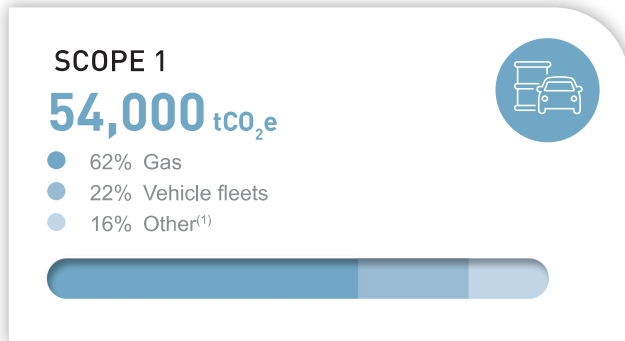 SCOPE 1
54,000 tCO₂e
62% Gas
22% Vehicle fleets
16% Other⁽¹⁾